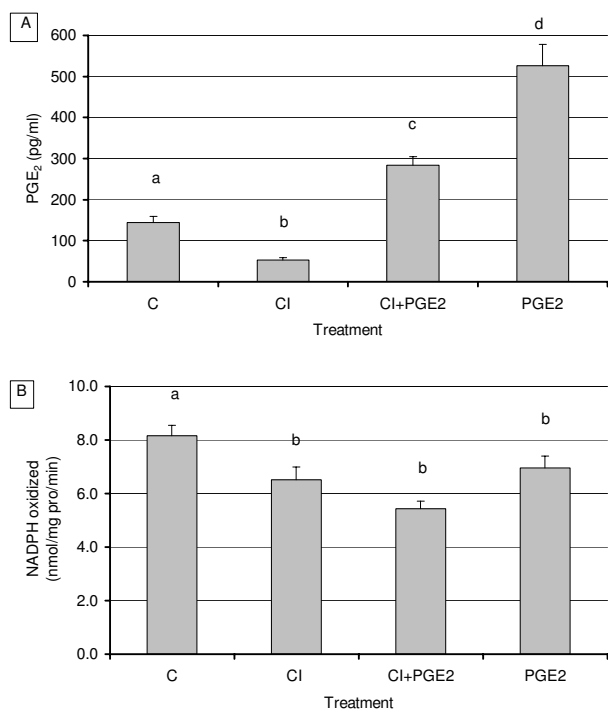 A
600
500
400
300
200
100
0
PGE₂ (pg/ml)
a
b
c
d
C CI CI+PGE2 PGE2
Treatment
B
10.0
8.0
6.0
4.0
2.0
0.0
NADPH oxidized
(nmol/mg pro/min)
a
b
b
b
C CI CI+PGE2 PGE2
Treatment